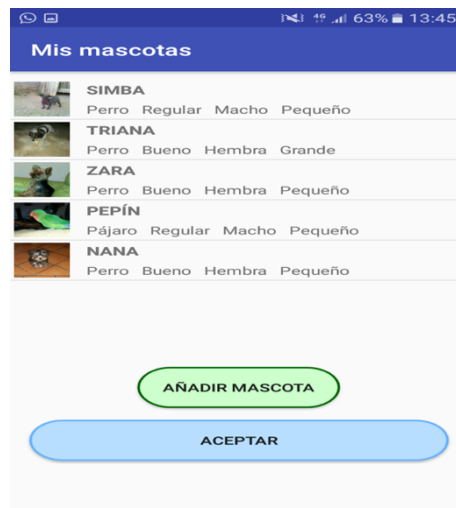 63% 13:45
Mis mascotas
SIMBA
Perro Regular Macho Pequeño
TRIANA
Perro Bueno Hembra Grande
ZARA
Perro Bueno Hembra Pequeño
PEPÍN
Pájaro Regular Macho Pequeño
NANA
Perro Bueno Hembra Pequeño
AÑADIR MASCOTA
ACEPTAR